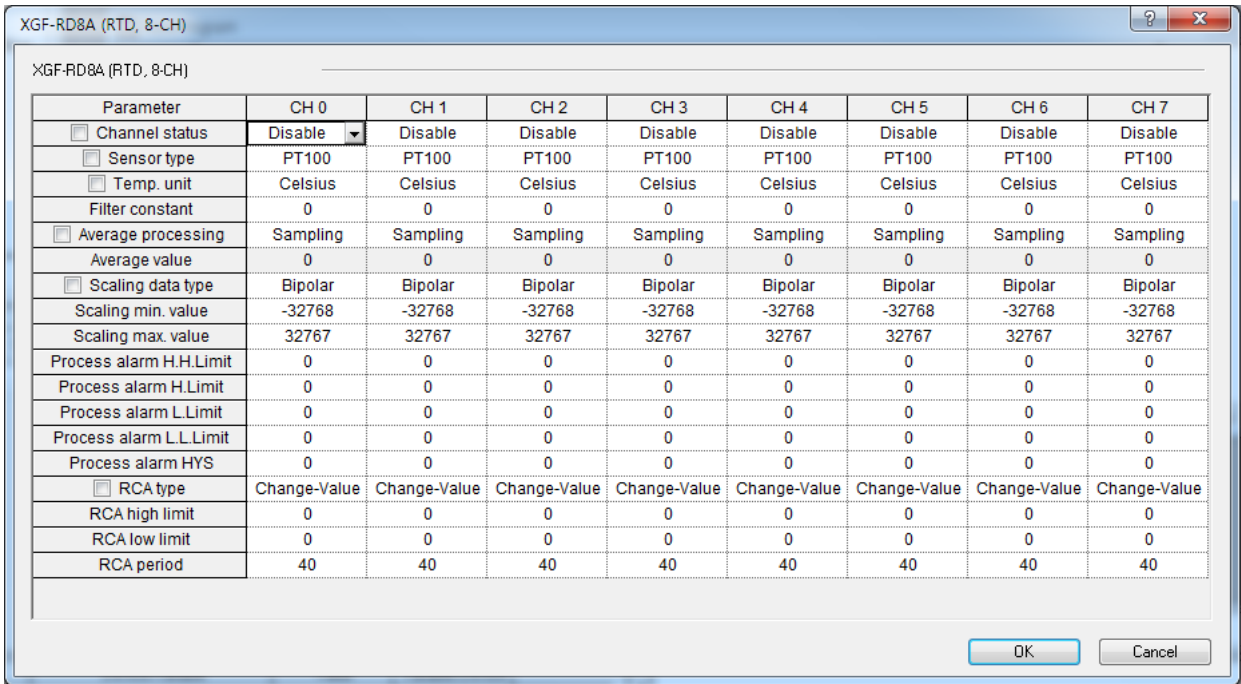 XGF-RD8A (RTD, 8-CH)
XGF-RD8A (RTD, 8-CH)
Parameter CH 0 CH 1 CH 2 CH 3 CH 4 CH 5 CH 6 CH 7
Channel status Disable Disable Disable Disable Disable Disable Disable Disable
Sensor type PT100 PT100 PT100 PT100 PT100 PT100 PT100 PT100
Temp. unit Celsius Celsius Celsius Celsius Celsius Celsius Celsius Celsius
Filter constant 0 0 0 0 0 0 0 0
Average processing Sampling Sampling Sampling Sampling Sampling Sampling Sampling Sampling
Average value 0 0 0 0 0 0 0 0
Scaling data type Bipolar Bipolar Bipolar Bipolar Bipolar Bipolar Bipolar Bipolar
Scaling min. value -32768 -32768 -32768 -32768 -32768 -32768 -32768 -32768
Scaling max. value 32767 32767 32767 32767 32767 32767 32767 32767
Process alarm H.H.Limit 0 0 0 0 0 0 0 0
Process alarm H.Limit 0 0 0 0 0 0 0 0
Process alarm L.Limit 0 0 0 0 0 0 0 0
Process alarm L.L.Limit 0 0 0 0 0 0 0 0
Process alarm HYS 0 0 0 0 0 0 0 0
RCA type Change-Value Change-Value Change-Value Change-Value Change-Value Change-Value Change-Value Change-Value
RCA high limit 0 0 0 0 0 0 0 0
RCA low limit 0 0 0 0 0 0 0 0
RCA period 40 40 40 40 40 40 40 40
OK Cancel